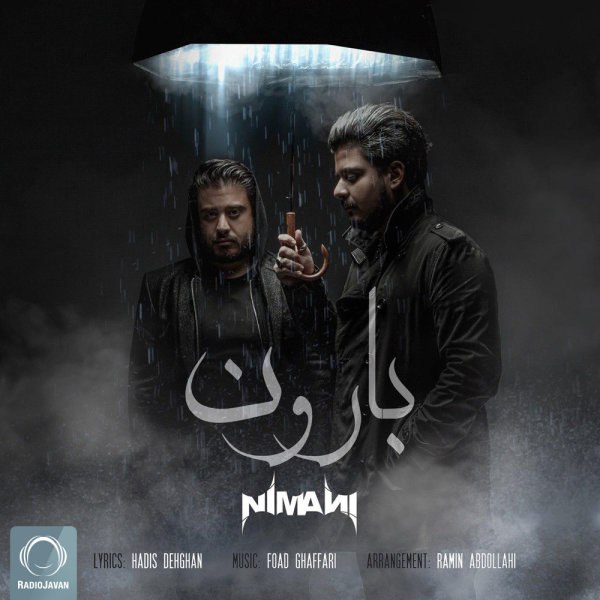 بارون
NIMANI
LYRICS: HADIS DEHGHAN MUSIC: FOAD GHAFFARI ARRANGEMENT: RAMIN ABDOLLAHI
RADIOJAVAN